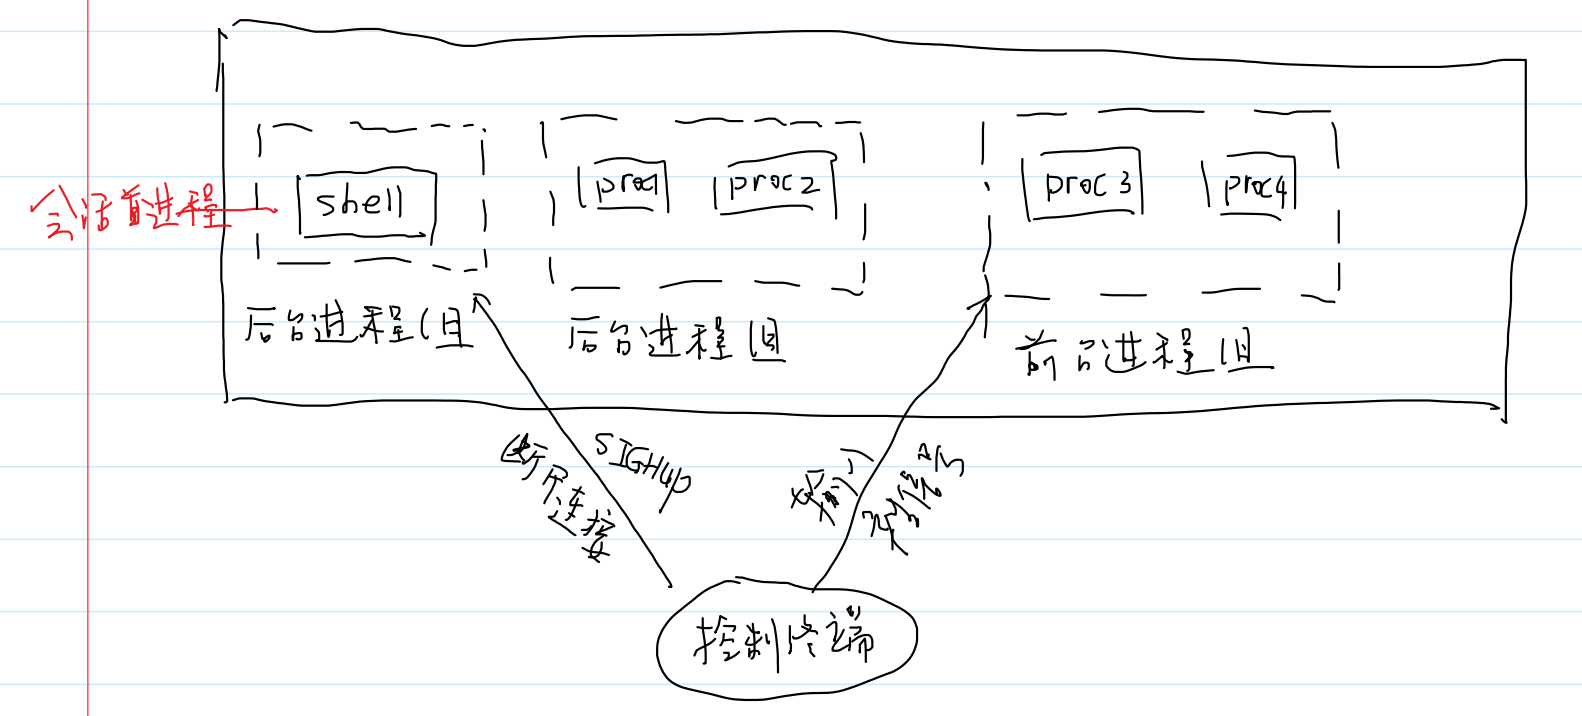 会话首进程
shell
proc1
proc2
proc3
proc4
后台进程组
后台进程组
前台进程组
断开连接
SIGHUP
输入
和信号
控制终端